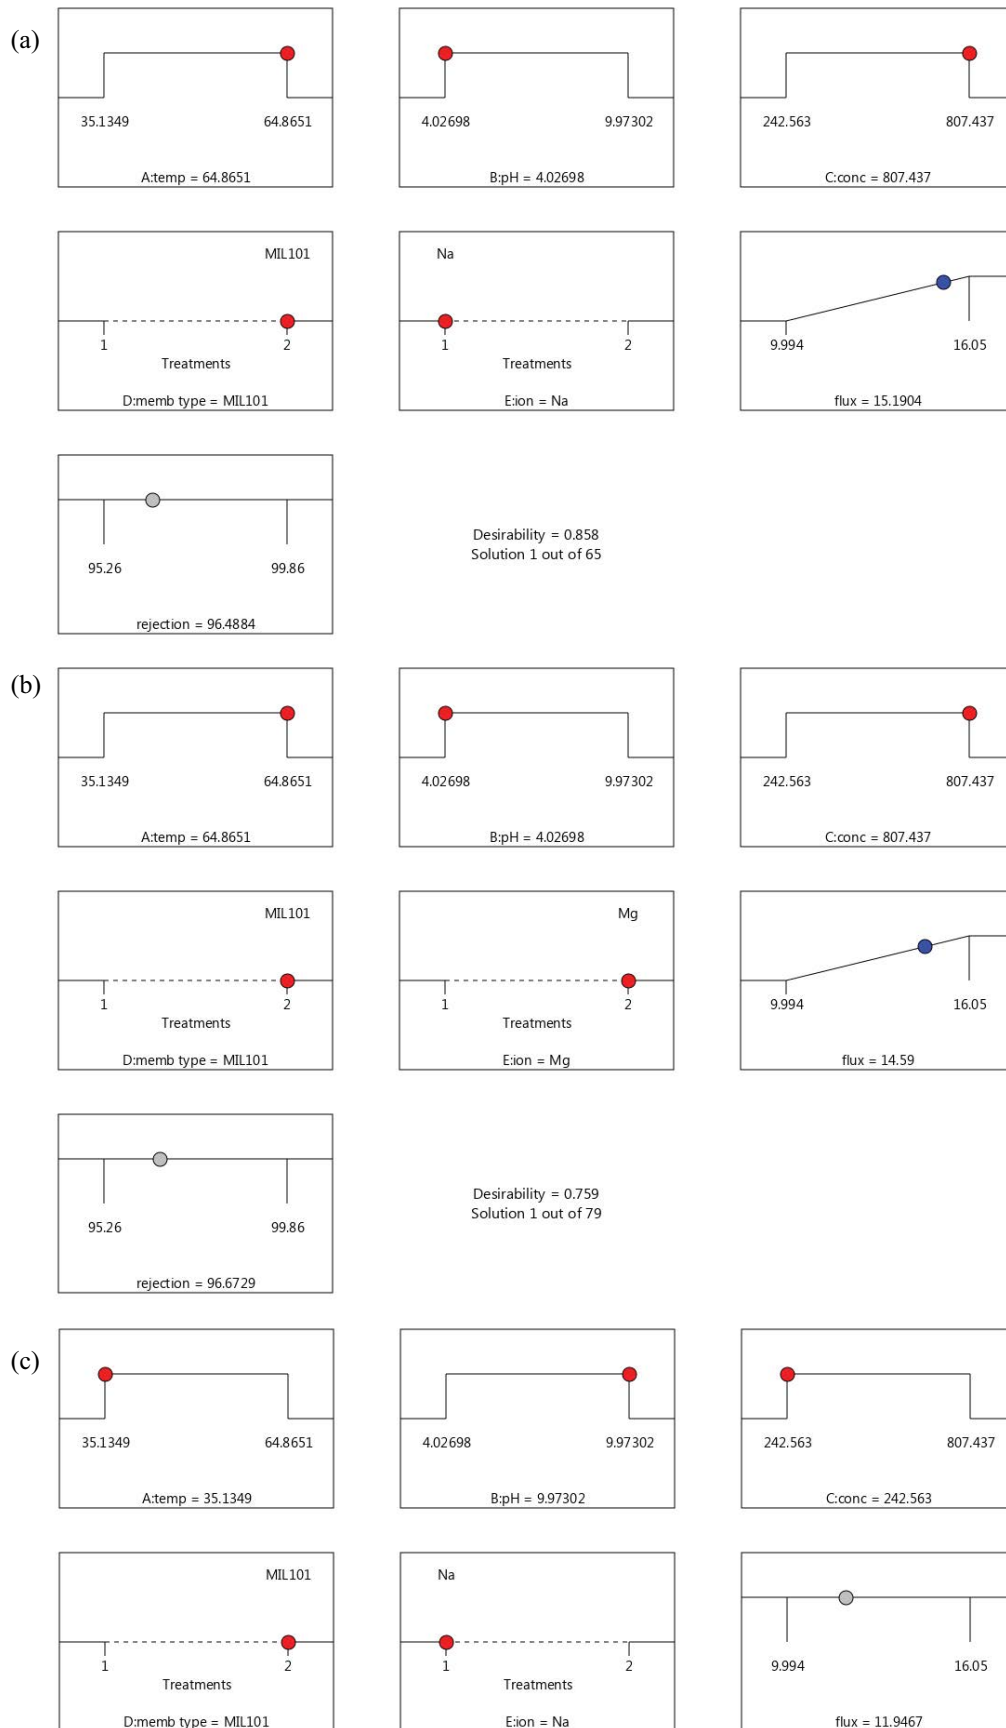 (a)
35.1349 64.8651
A:temp = 64.8651
4.02698 9.97302
B:pH = 4.02698
242.563 807.437
C:conc = 807.437
MIL101
1 2
Treatments
D:memb type = MIL101
Na
1 2
Treatments
E:ion = Na
9.994 16.05
flux = 15.1904
95.26 99.86
rejection = 96.4884
Desirability = 0.858
Solution 1 out of 65
(b)
35.1349 64.8651
A:temp = 64.8651
4.02698 9.97302
B:pH = 4.02698
242.563 807.437
C:conc = 807.437
MIL101
1 2
Treatments
D:memb type = MIL101
Mg
1 2
Treatments
E:ion = Mg
9.994 16.05
flux = 14.59
95.26 99.86
rejection = 96.6729
Desirability = 0.759
Solution 1 out of 79
(c)
35.1349 64.8651
A:temp = 35.1349
4.02698 9.97302
B:pH = 9.97302
242.563 807.437
C:conc = 242.563
MIL101
1 2
Treatments
D:memb type = MIL101
Na
1 2
Treatments
E:ion = Na
9.994 16.05
flux = 11.9467